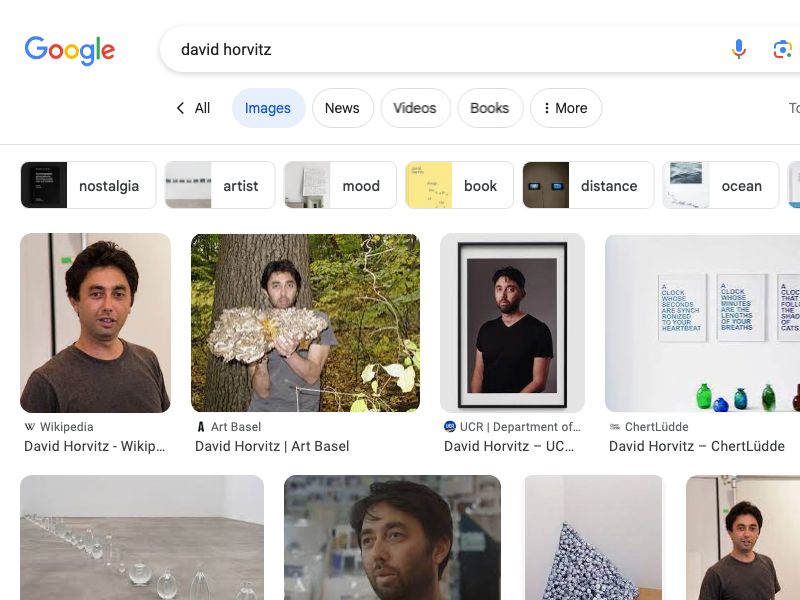 Google
david horvitz
All
Images
News
Videos
Books
More
To
nostalgia
artist
mood
book
distance
ocean
A
CLOCK
WHOSE
SECONDS
ARE SYNCH
RONIZED
TO YOUR
HEARTBEAT
A
CLOCK
WHOSE
MINUTES
ARE THE
LENGTHS
OF YOUR
BREATHS
A
CLOC
THAT
FOLL
THE
SHAD
OF
CATS
Wikipedia
David Horvitz - Wikip...
Art Basel
David Horvitz | Art Basel
UCR | Department of...
David Horvitz – UC...
ChertLüdde
David Horvitz – ChertLüdde